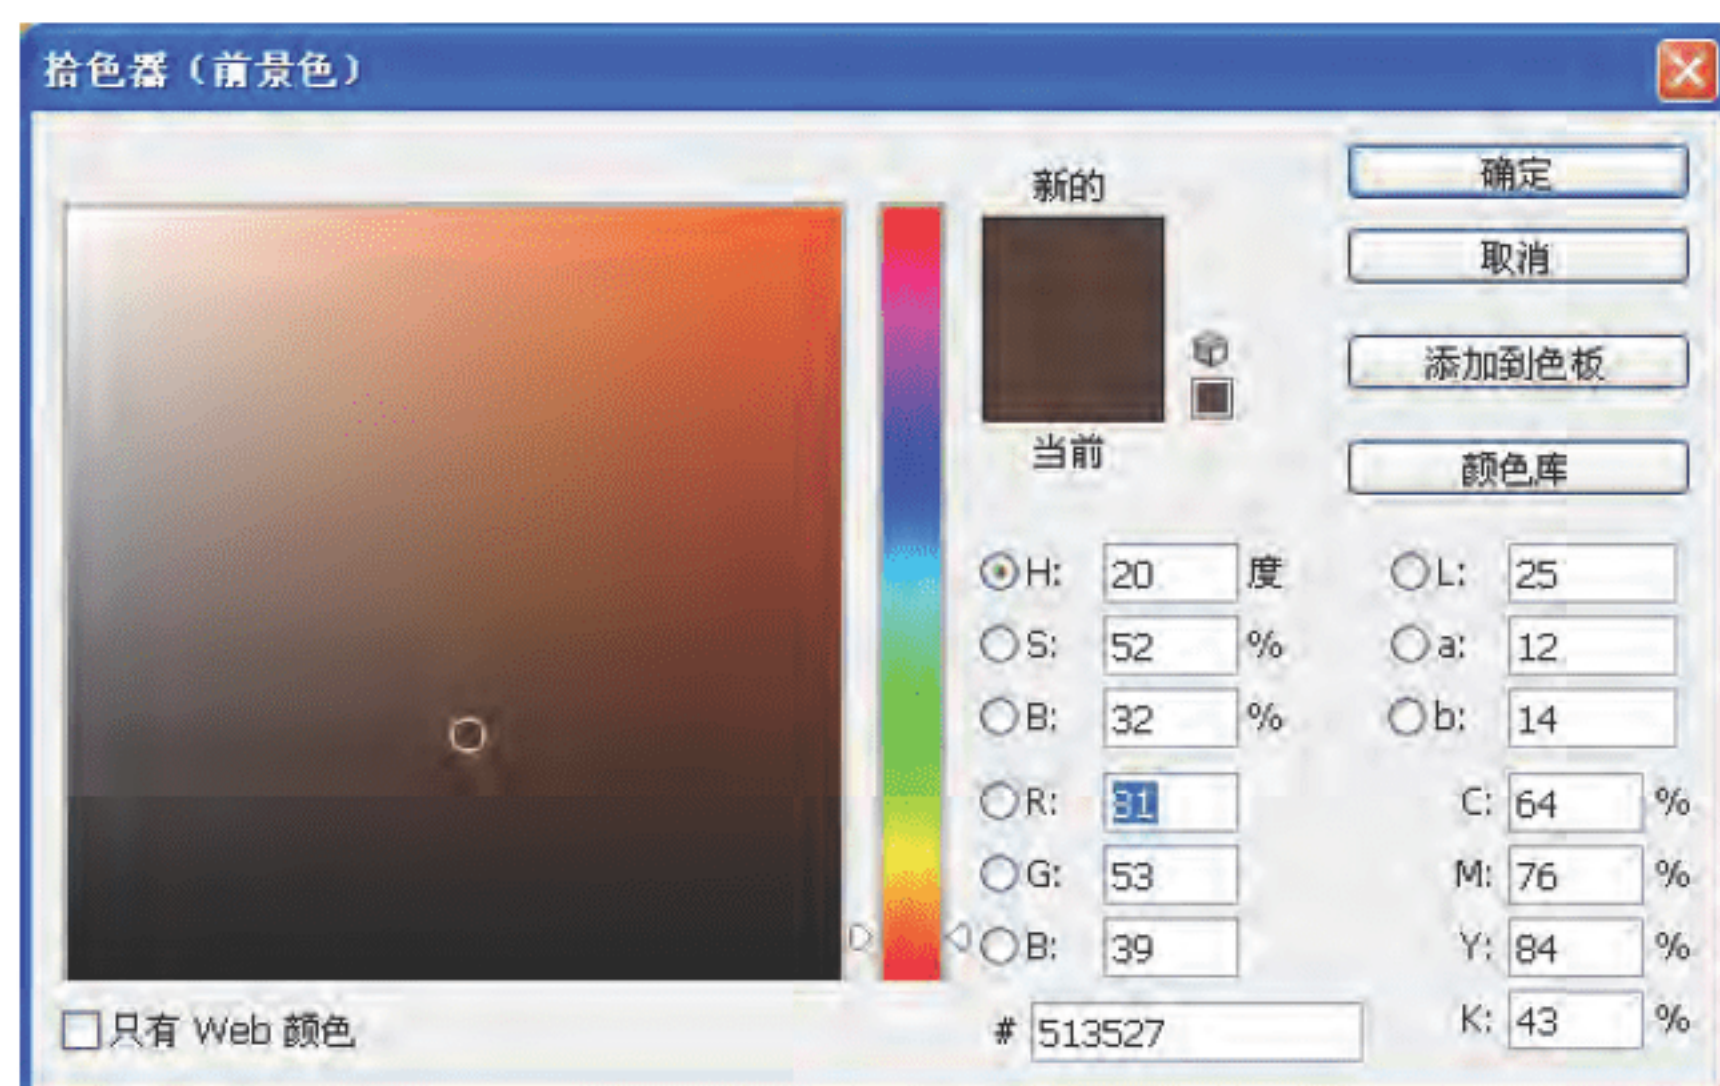 拾色器（前景色）
新的
当前
确定
取消
添加到色板
颜色库
H: 20 度
S: 52 %
B: 32 %
R: 81
G: 53
B: 39
# 513527
L: 25
a: 12
b: 14
C: 64 %
M: 76 %
Y: 84 %
K: 43 %
只有 Web 颜色